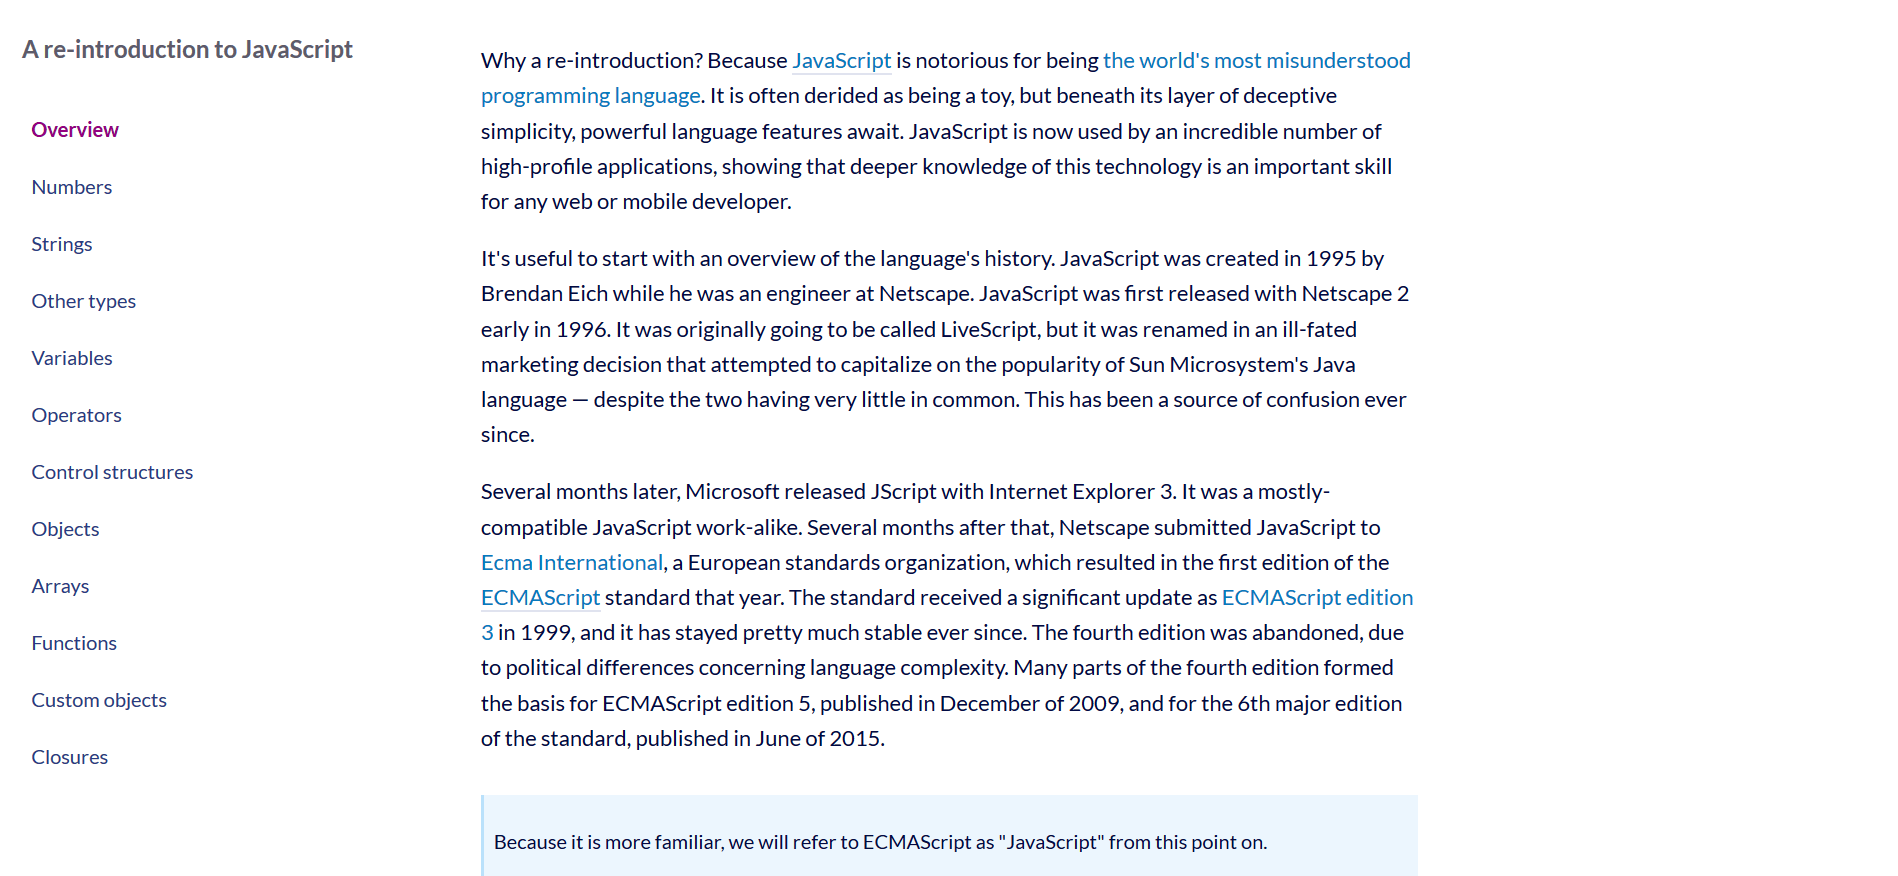 A re-introduction to JavaScript
Overview
Numbers
Strings
Other types
Variables
Operators
Control structures
Objects
Arrays
Functions
Custom objects
Closures
Why a re-introduction? Because JavaScript is notorious for being the world's most misunderstood
programming language. It is often derided as being a toy, but beneath its layer of deceptive
simplicity, powerful language features await. JavaScript is now used by an incredible number of
high-profile applications, showing that deeper knowledge of this technology is an important skill
for any web or mobile developer.
It's useful to start with an overview of the language's history. JavaScript was created in 1995 by
Brendan Eich while he was an engineer at Netscape. JavaScript was first released with Netscape 2
early in 1996. It was originally going to be called LiveScript, but it was renamed in an ill-fated
marketing decision that attempted to capitalize on the popularity of Sun Microsystem's Java
language — despite the two having very little in common. This has been a source of confusion ever
since.
Several months later, Microsoft released JScript with Internet Explorer 3. It was a mostly-
compatible JavaScript work-alike. Several months after that, Netscape submitted JavaScript to
Ecma International, a European standards organization, which resulted in the first edition of the
ECMAScript standard that year. The standard received a significant update as ECMAScript edition
3 in 1999, and it has stayed pretty much stable ever since. The fourth edition was abandoned, due
to political differences concerning language complexity. Many parts of the fourth edition formed
the basis for ECMAScript edition 5, published in December of 2009, and for the 6th major edition
of the standard, published in June of 2015.
Because it is more familiar, we will refer to ECMAScript as "JavaScript" from this point on.